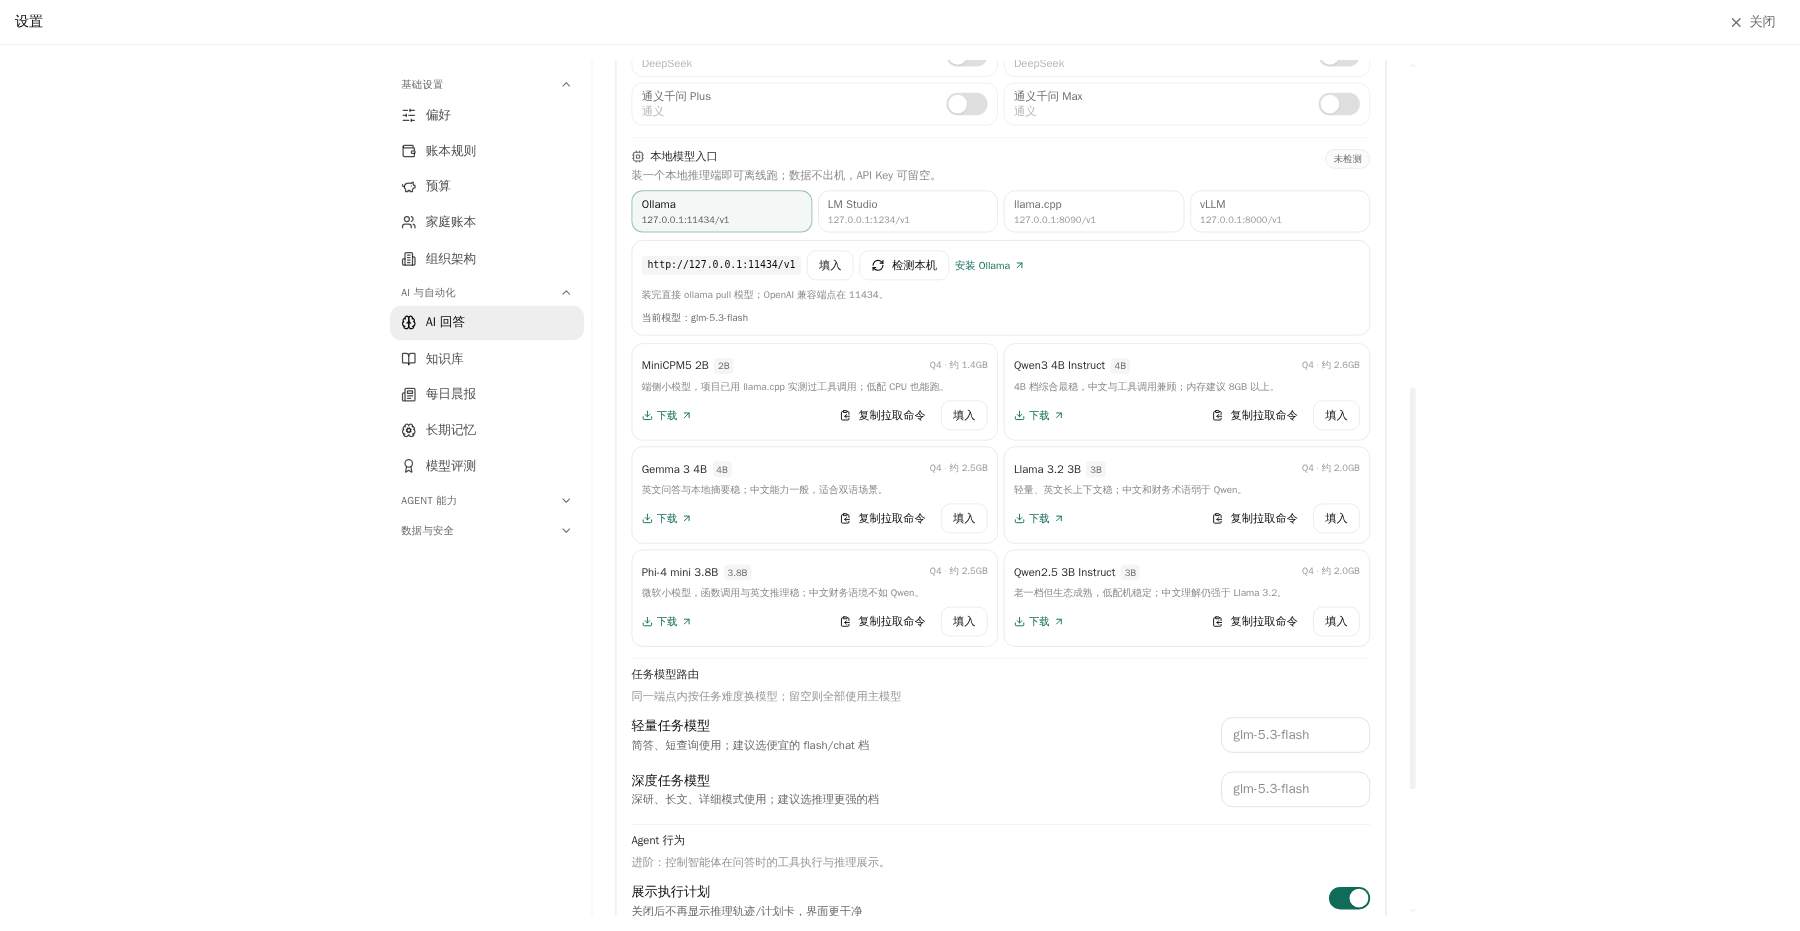 设置
关闭
基础设置
偏好
账本规则
预算
家庭账本
组织架构
AI 与自动化
AI 回答
知识库
每日晨报
长期记忆
模型评测
AGENT 能力
数据与安全
DeepSeek
DeepSeek
通义千问 Plus
通义
通义千问 Max
通义
本地模型入口
未检测
装一个本地推理端即可离线跑；数据不出机，API Key 可留空。
Ollama
127.0.0.1:11434/v1
LM Studio
127.0.0.1:1234/v1
llama.cpp
127.0.0.1:8090/v1
vLLM
127.0.0.1:8000/v1
http://127.0.0.1:11434/v1 填入 检测本机 安装 Ollama
装完直接 ollama pull 模型；OpenAI 兼容端点在 11434。
当前模型：glm-5.3-flash
MiniCPM5 2B 2B Q4 · 约 1.4GB
端侧小模型，项目已用 llama.cpp 实测过工具调用；低配 CPU 也能跑。
下载 复制拉取命令 填入
Qwen3 4B Instruct 4B Q4 · 约 2.6GB
4B 档综合最稳，中文与工具调用兼顾；内存建议 8GB 以上。
下载 复制拉取命令 填入
Gemma 3 4B 4B Q4 · 约 2.5GB
英文问答与本地摘要稳；中文能力一般，适合双语场景。
下载 复制拉取命令 填入
Llama 3.2 3B 3B Q4 · 约 2.0GB
轻量、英文长上下文稳；中文和财务术语弱于 Qwen。
下载 复制拉取命令 填入
Phi-4 mini 3.8B 3.8B Q4 · 约 2.5GB
微软小模型，函数调用与英文推理稳；中文财务语境不如 Qwen。
下载 复制拉取命令 填入
Qwen2.5 3B Instruct 3B Q4 · 约 2.0GB
老一档但生态成熟，低配机稳定；中文理解仍强于 Llama 3.2。
下载 复制拉取命令 填入
任务模型路由
同一端点内按任务难度换模型；留空则全部使用主模型
轻量任务模型
简答、短查询使用；建议选便宜的 flash/chat 档
glm-5.3-flash
深度任务模型
深研、长文、详细模式使用；建议选推理更强的档
glm-5.3-flash
Agent 行为
进阶：控制智能体在问答时的工具执行与推理展示。
展示执行计划
关闭后不再显示推理轨迹/计划卡，界面更干净